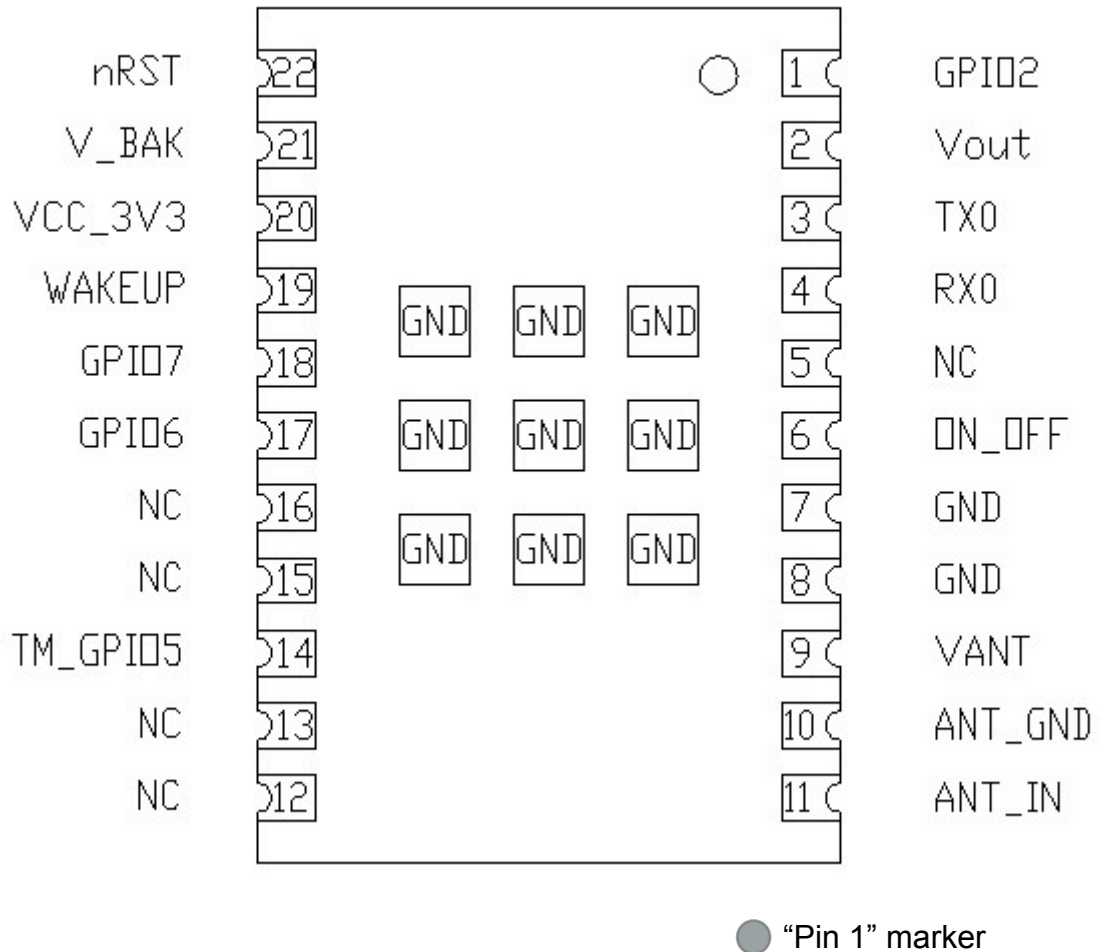 nRST 22 1 GPIO2
V_BAK 21 2 Vout
VCC_3V3 20 3 TX0
WAKEUP 19 4 RX0
GND GND GND
GPIO7 18 5 NC
GPIO6 17 GND GND GND 6 ON_OFF
NC 16 7 GND
GND GND GND
NC 15 8 GND
TM_GPIO5 14 9 VANT
NC 13 10 ANT_GND
NC 12 11 ANT_IN
“Pin 1” marker